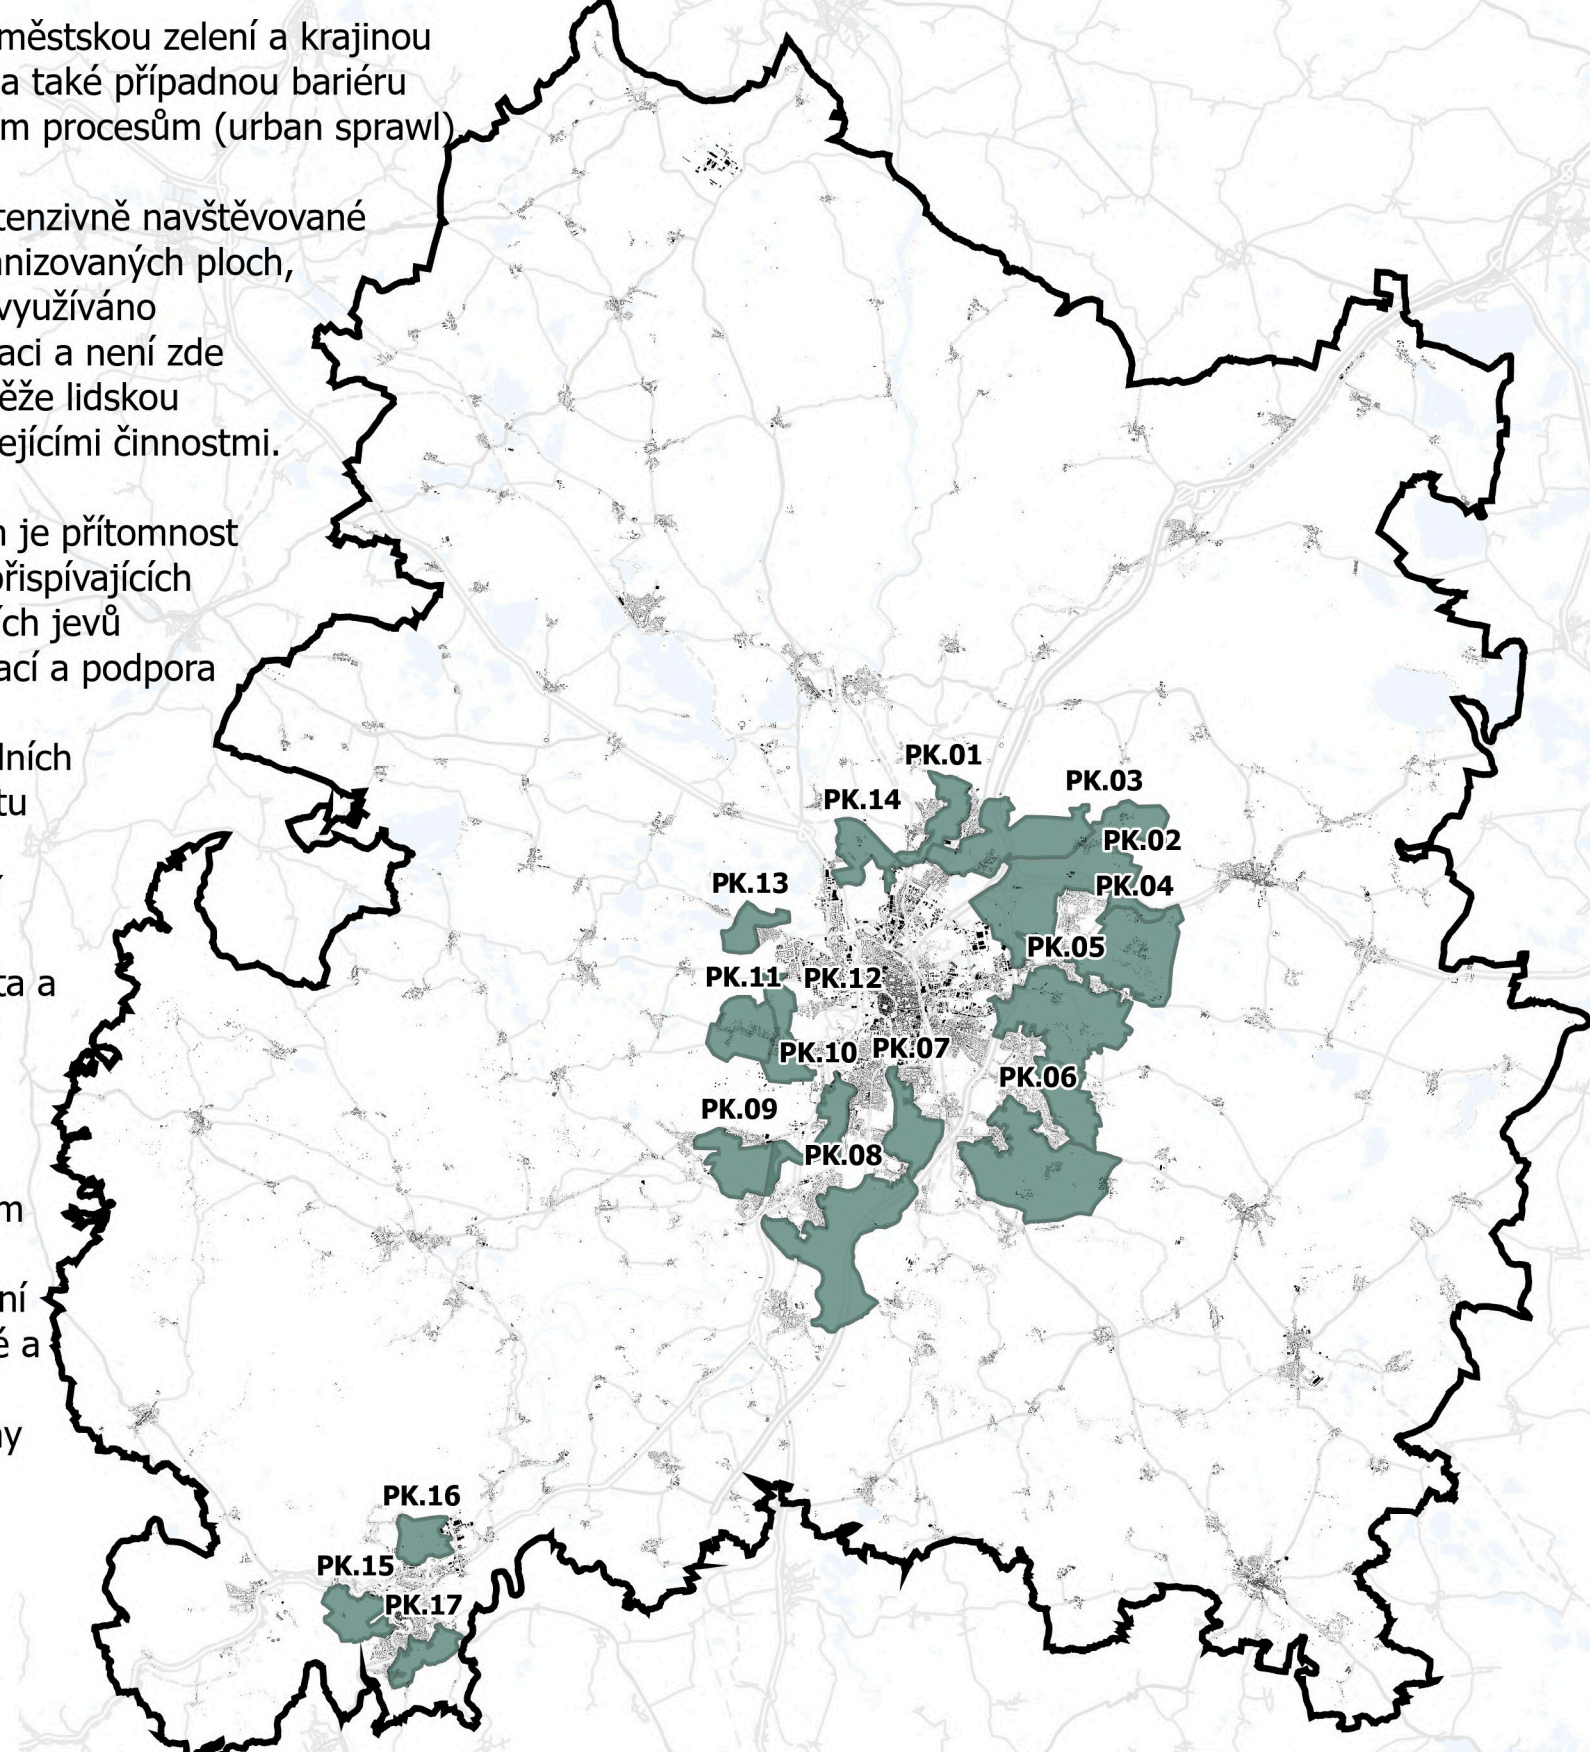 městskou zelení a krajinou
a také případnou bariéru
m procesům (urban sprawl)
tenzivně navštěvované
nizovaných ploch,
využíváno
aci a není zde
ěže lidskou
ejícími činnostmi.
je přítomnost
přispívajících
ích jevů
ací a podpora
lních
tu
ta a
m
ní
é a
ny
PK.01
PK.03
PK.14
PK.02
PK.13
PK.04
PK.05
PK.11
PK.12
PK.10
PK.07
PK.06
PK.09
PK.08
PK.16
PK.15
PK.17